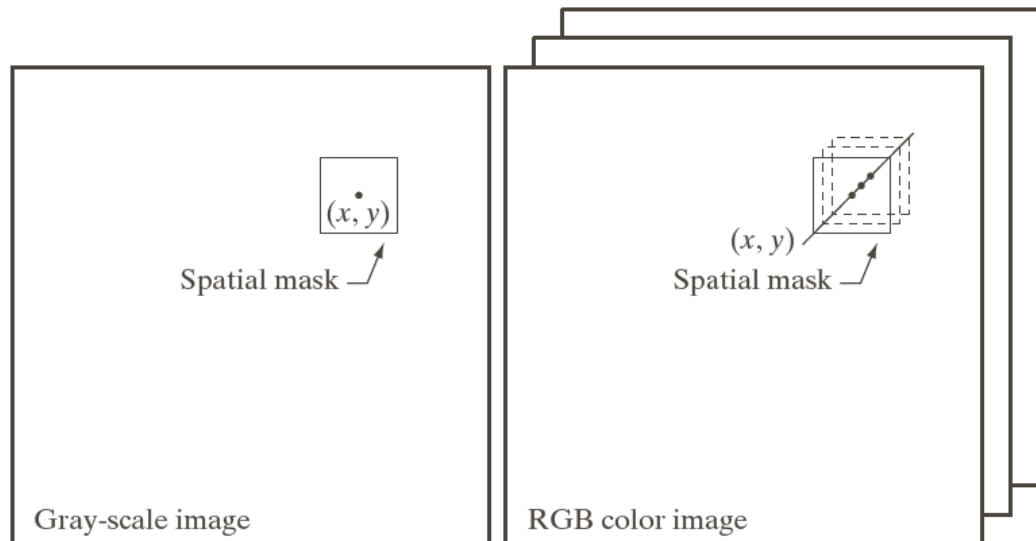 (x, y)
Spatial mask
Gray-scale image
(x, y)
Spatial mask
RGB color image